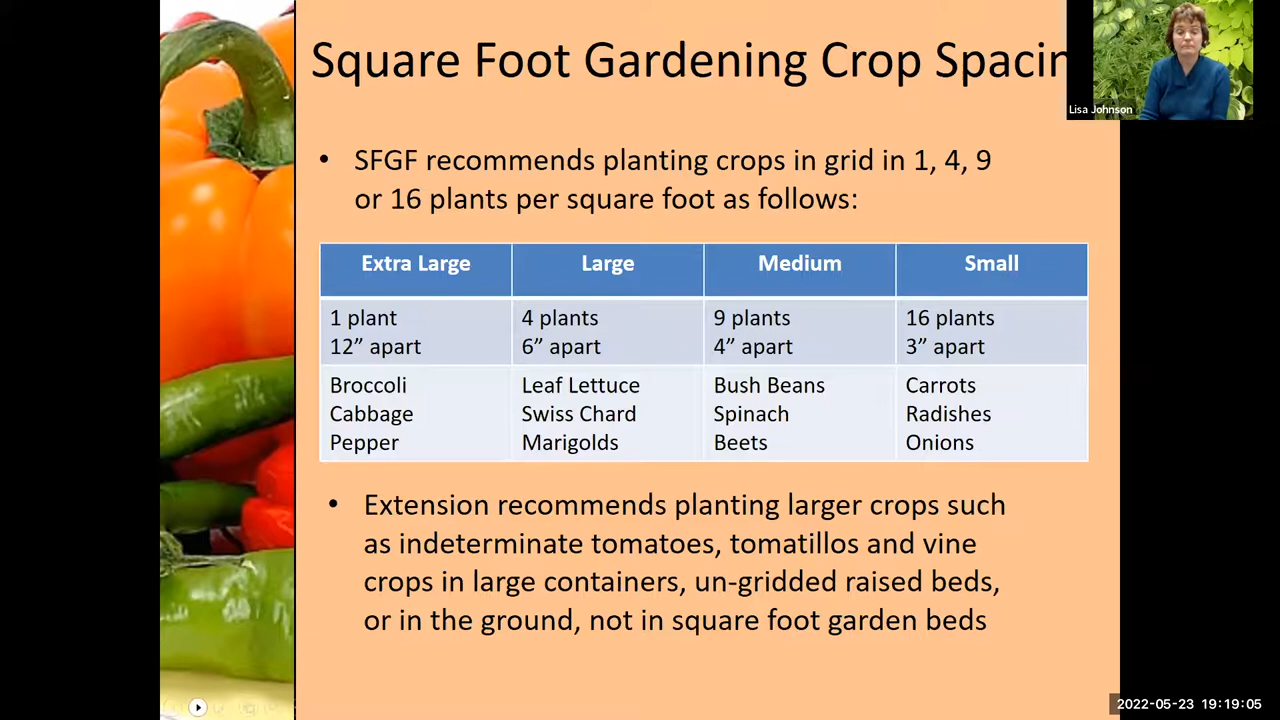 Square Foot Gardening Crop Spacin
Lisa Johnson
• SFGF recommends planting crops in grid in 1, 4, 9
or 16 plants per square foot as follows:
Extra Large Large Medium Small
1 plant 4 plants 9 plants 16 plants
12” apart 6” apart 4” apart 3” apart
Broccoli Leaf Lettuce Bush Beans Carrots
Cabbage Swiss Chard Spinach Radishes
Pepper Marigolds Beets Onions
• Extension recommends planting larger crops such
as indeterminate tomatoes, tomatillos and vine
crops in large containers, un-gridded raised beds,
or in the ground, not in square foot garden beds
2022-05-23 19:19:05